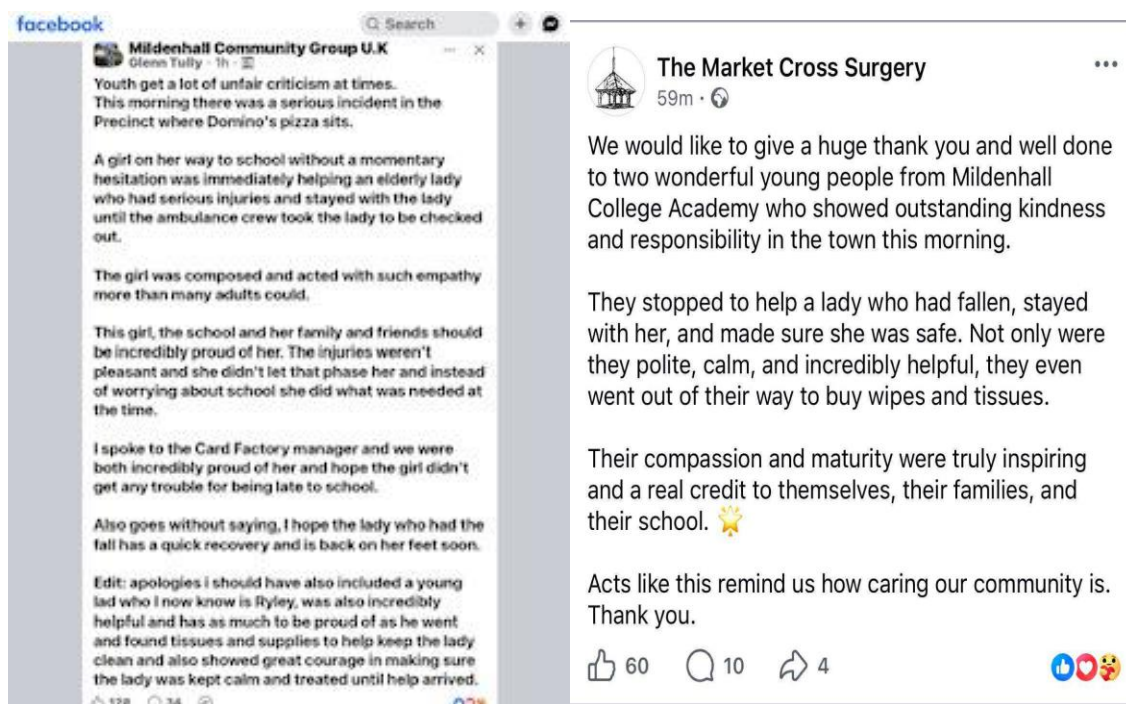 facebook
Search
Mildenhall Community Group U.K
Glenn Tully · 1h
Youth get a lot of unfair criticism at times.
This morning there was a serious incident in the
Precinct where Domino's pizza sits.
A girl on her way to school without a momentary
hesitation was immediately helping an elderly lady
who had serious injuries and stayed with the lady
until the ambulance crew took the lady to be checked
out.
The girl was composed and acted with such empathy
more than many adults could.
This girl, the school and her family and friends should
be incredibly proud of her. The injuries weren't
pleasant and she didn't let that phase her and instead
of worrying about school she did what was needed at
the time.
I spoke to the Card Factory manager and we were
both incredibly proud of her and hope the girl didn't
get any trouble for being late to school.
Also goes without saying, I hope the lady who had the
fall has a quick recovery and is back on her feet soon.
Edit: apologies i should have also included a young
lad who I now know is Ryley, was also incredibly
helpful and has as much to be proud of as he went
and found tissues and supplies to help keep the lady
clean and also showed great courage in making sure
the lady was kept calm and treated until help arrived.
The Market Cross Surgery
59m ·
We would like to give a huge thank you and well done
to two wonderful young people from Mildenhall
College Academy who showed outstanding kindness
and responsibility in the town this morning.
They stopped to help a lady who had fallen, stayed
with her, and made sure she was safe. Not only were
they polite, calm, and incredibly helpful, they even
went out of their way to buy wipes and tissues.
Their compassion and maturity were truly inspiring
and a real credit to themselves, their families, and
their school. 🌟
Acts like this remind us how caring our community is.
Thank you.
60 10 4